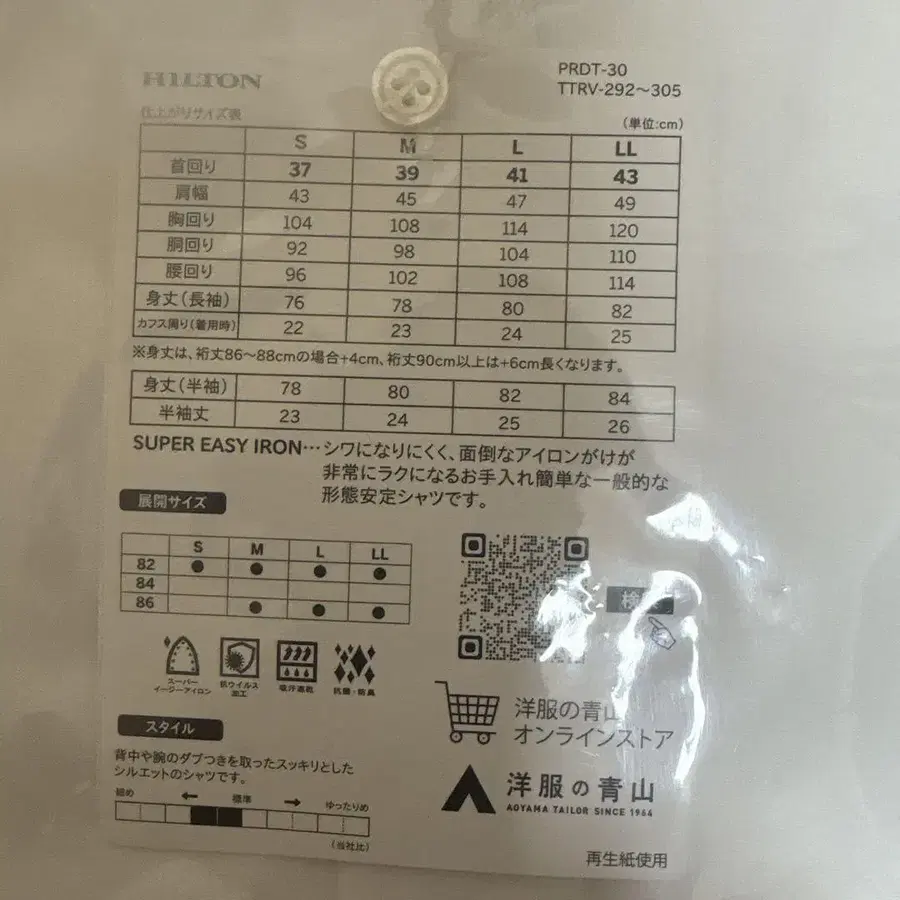 HILTON
PRDT-30
TTRV-292～305
仕上がりサイズ表
(単位:cm)
S M L LL
首回り 37 39 41 43
肩幅 43 45 47 49
胸回り 104 108 114 120
胴回り 92 98 104 110
腰回り 96 102 108 114
身丈(長袖) 76 78 80 82
カフス周り(着用時) 22 23 24 25
※身丈は、裄丈86～88cmの場合+4cm、裄丈90cm以上は+6cm長くなります。
身丈(半袖) 78 80 82 84
半袖丈 23 24 25 26
SUPER EASY IRON…シワになりにくく、面倒なアイロンがけが
非常にラクになるお手入れ簡単な一般的な
形態安定シャツです。
展開サイズ
S M L LL
82 ● ● ● ●
84
86 ● ● ●
検
スーパー
イージーアイロン
抗ウイルス
加工
吸汗速乾
抗菌・防臭
洋服の青山
オンラインストア
スタイル
背中や腕のダブつきを取ったスッキリとした
シルエットのシャツです。
細め ← 標準 → ゆったりめ
(当社比)
洋服の青山
AOYAMA TAILOR SINCE 1964
再生紙使用